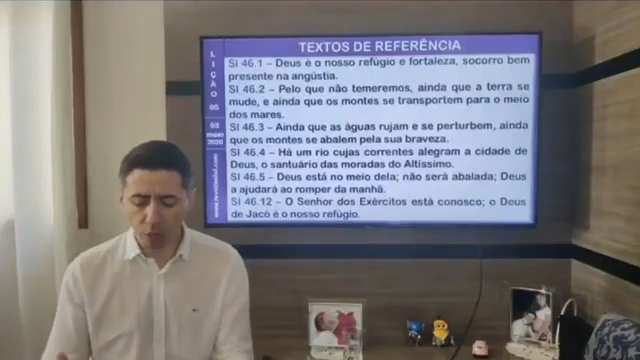 TEXTOS DE REFERÊNCIA
LIÇÃO
05
03
maio
2020
Sl 46.1 – Deus é o nosso refúgio e fortaleza, socorro bem
presente na angústia.
Sl 46.2 – Pelo que não temeremos, ainda que a terra se
mude, e ainda que os montes se transportem para o meio
dos mares.
Sl 46.3 – Ainda que as águas rujam e se perturbem, ainda
que os montes se abalem pela sua braveza.
Sl 46.4 – Há um rio cujas correntes alegram a cidade de
Deus, o santuário das moradas do Altíssimo.
Sl 46.5 – Deus está no meio dela; não será abalada; Deus
a ajudará ao romper da manhã.
Sl 46.12 – O Senhor dos Exércitos está conosco; o Deus
de Jacó é o nosso refúgio.